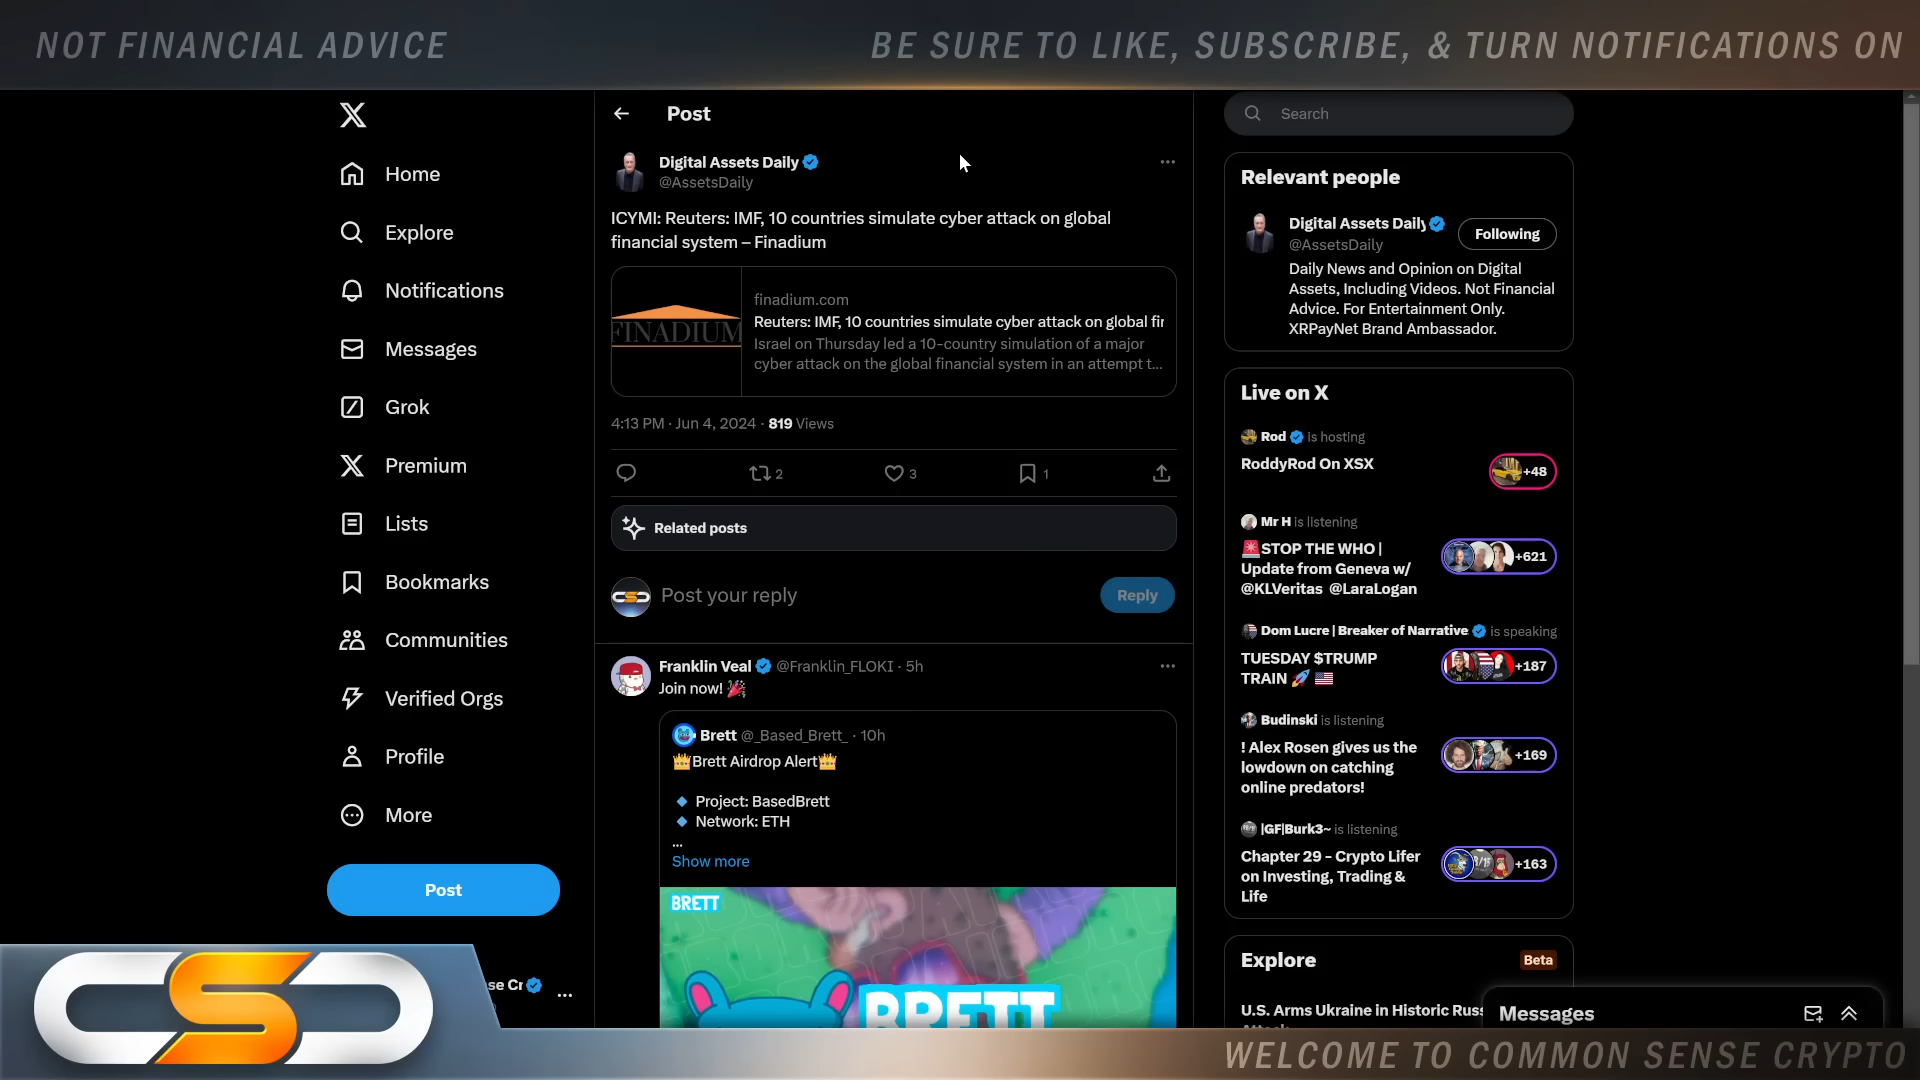 NOT FINANCIAL ADVICE
BE SURE TO LIKE, SUBSCRIBE, & TURN NOTIFICATIONS ON
Home
Explore
Notifications
Messages
Grok
Premium
Lists
Bookmarks
Communities
Verified Orgs
Profile
More
Post
se Cr
Post
Digital Assets Daily
@AssetsDaily
ICYMI: Reuters: IMF, 10 countries simulate cyber attack on global
financial system – Finadium
FINADIUM
finadium.com
Reuters: IMF, 10 countries simulate cyber attack on global fir
Israel on Thursday led a 10-country simulation of a major
cyber attack on the global financial system in an attempt t...
4:13 PM · Jun 4, 2024 · 819 Views
2
3
1
Related posts
Post your reply
Reply
Franklin Veal @Franklin_FLOKI · 5h
Join now!
Brett @_Based_Brett_ · 10h
Brett Airdrop Alert
Project: BasedBrett
Network: ETH
...
Show more
BRETT
BRETT
Search
Relevant people
Digital Assets Daily
@AssetsDaily
Following
Daily News and Opinion on Digital
Assets, Including Videos. Not Financial
Advice. For Entertainment Only.
XRPayNet Brand Ambassador.
Live on X
Rod is hosting
RoddyRod On XSX
+48
Mr H is listening
STOP THE WHO |
Update from Geneva w/
@KLVeritas @LaraLogan
+621
Dom Lucre | Breaker of Narrative is speaking
TUESDAY $TRUMP
TRAIN
+187
Budinski is listening
! Alex Rosen gives us the
lowdown on catching
online predators!
+169
|GF|Burk3~ is listening
Chapter 29 - Crypto Lifer
on Investing, Trading &
Life
+163
Explore
Beta
U.S. Arms Ukraine in Historic Russ
Messages
CSC
WELCOME TO COMMON SENSE CRYPTO